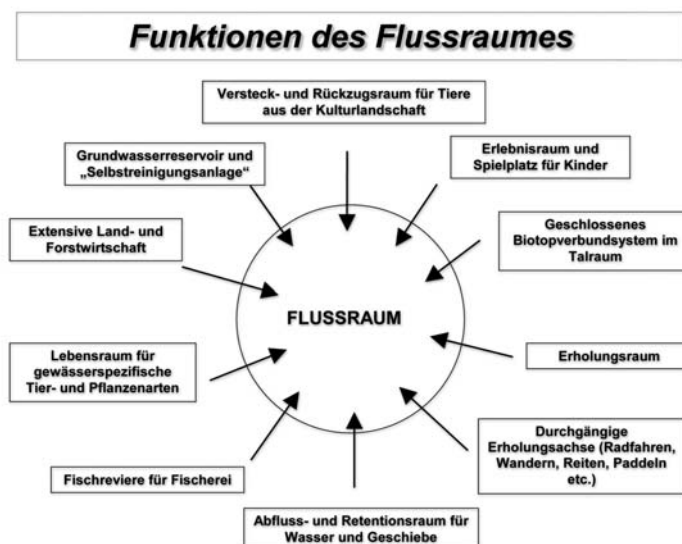 Funktionen des Flussraumes
Versteck- und Rückzugsraum für Tiere
aus der Kulturlandschaft
Grundwasserreservoir und
„Selbstreinigungsanlage“
Erlebnisraum und
Spielplatz für Kinder
Extensive Land- und
Forstwirtschaft
Geschlossenes
Biotopverbundsystem im
Talraum
FLUSSRAUM
Lebensraum für
gewässerspezifische
Tier- und Pflanzenarten
Erholungsraum
Durchgängige
Erholungsachse (Radfahren,
Wandern, Reiten, Paddeln
etc.)
Fischreviere für Fischerei
Abfluss- und Retentionsraum für
Wasser und Geschiebe